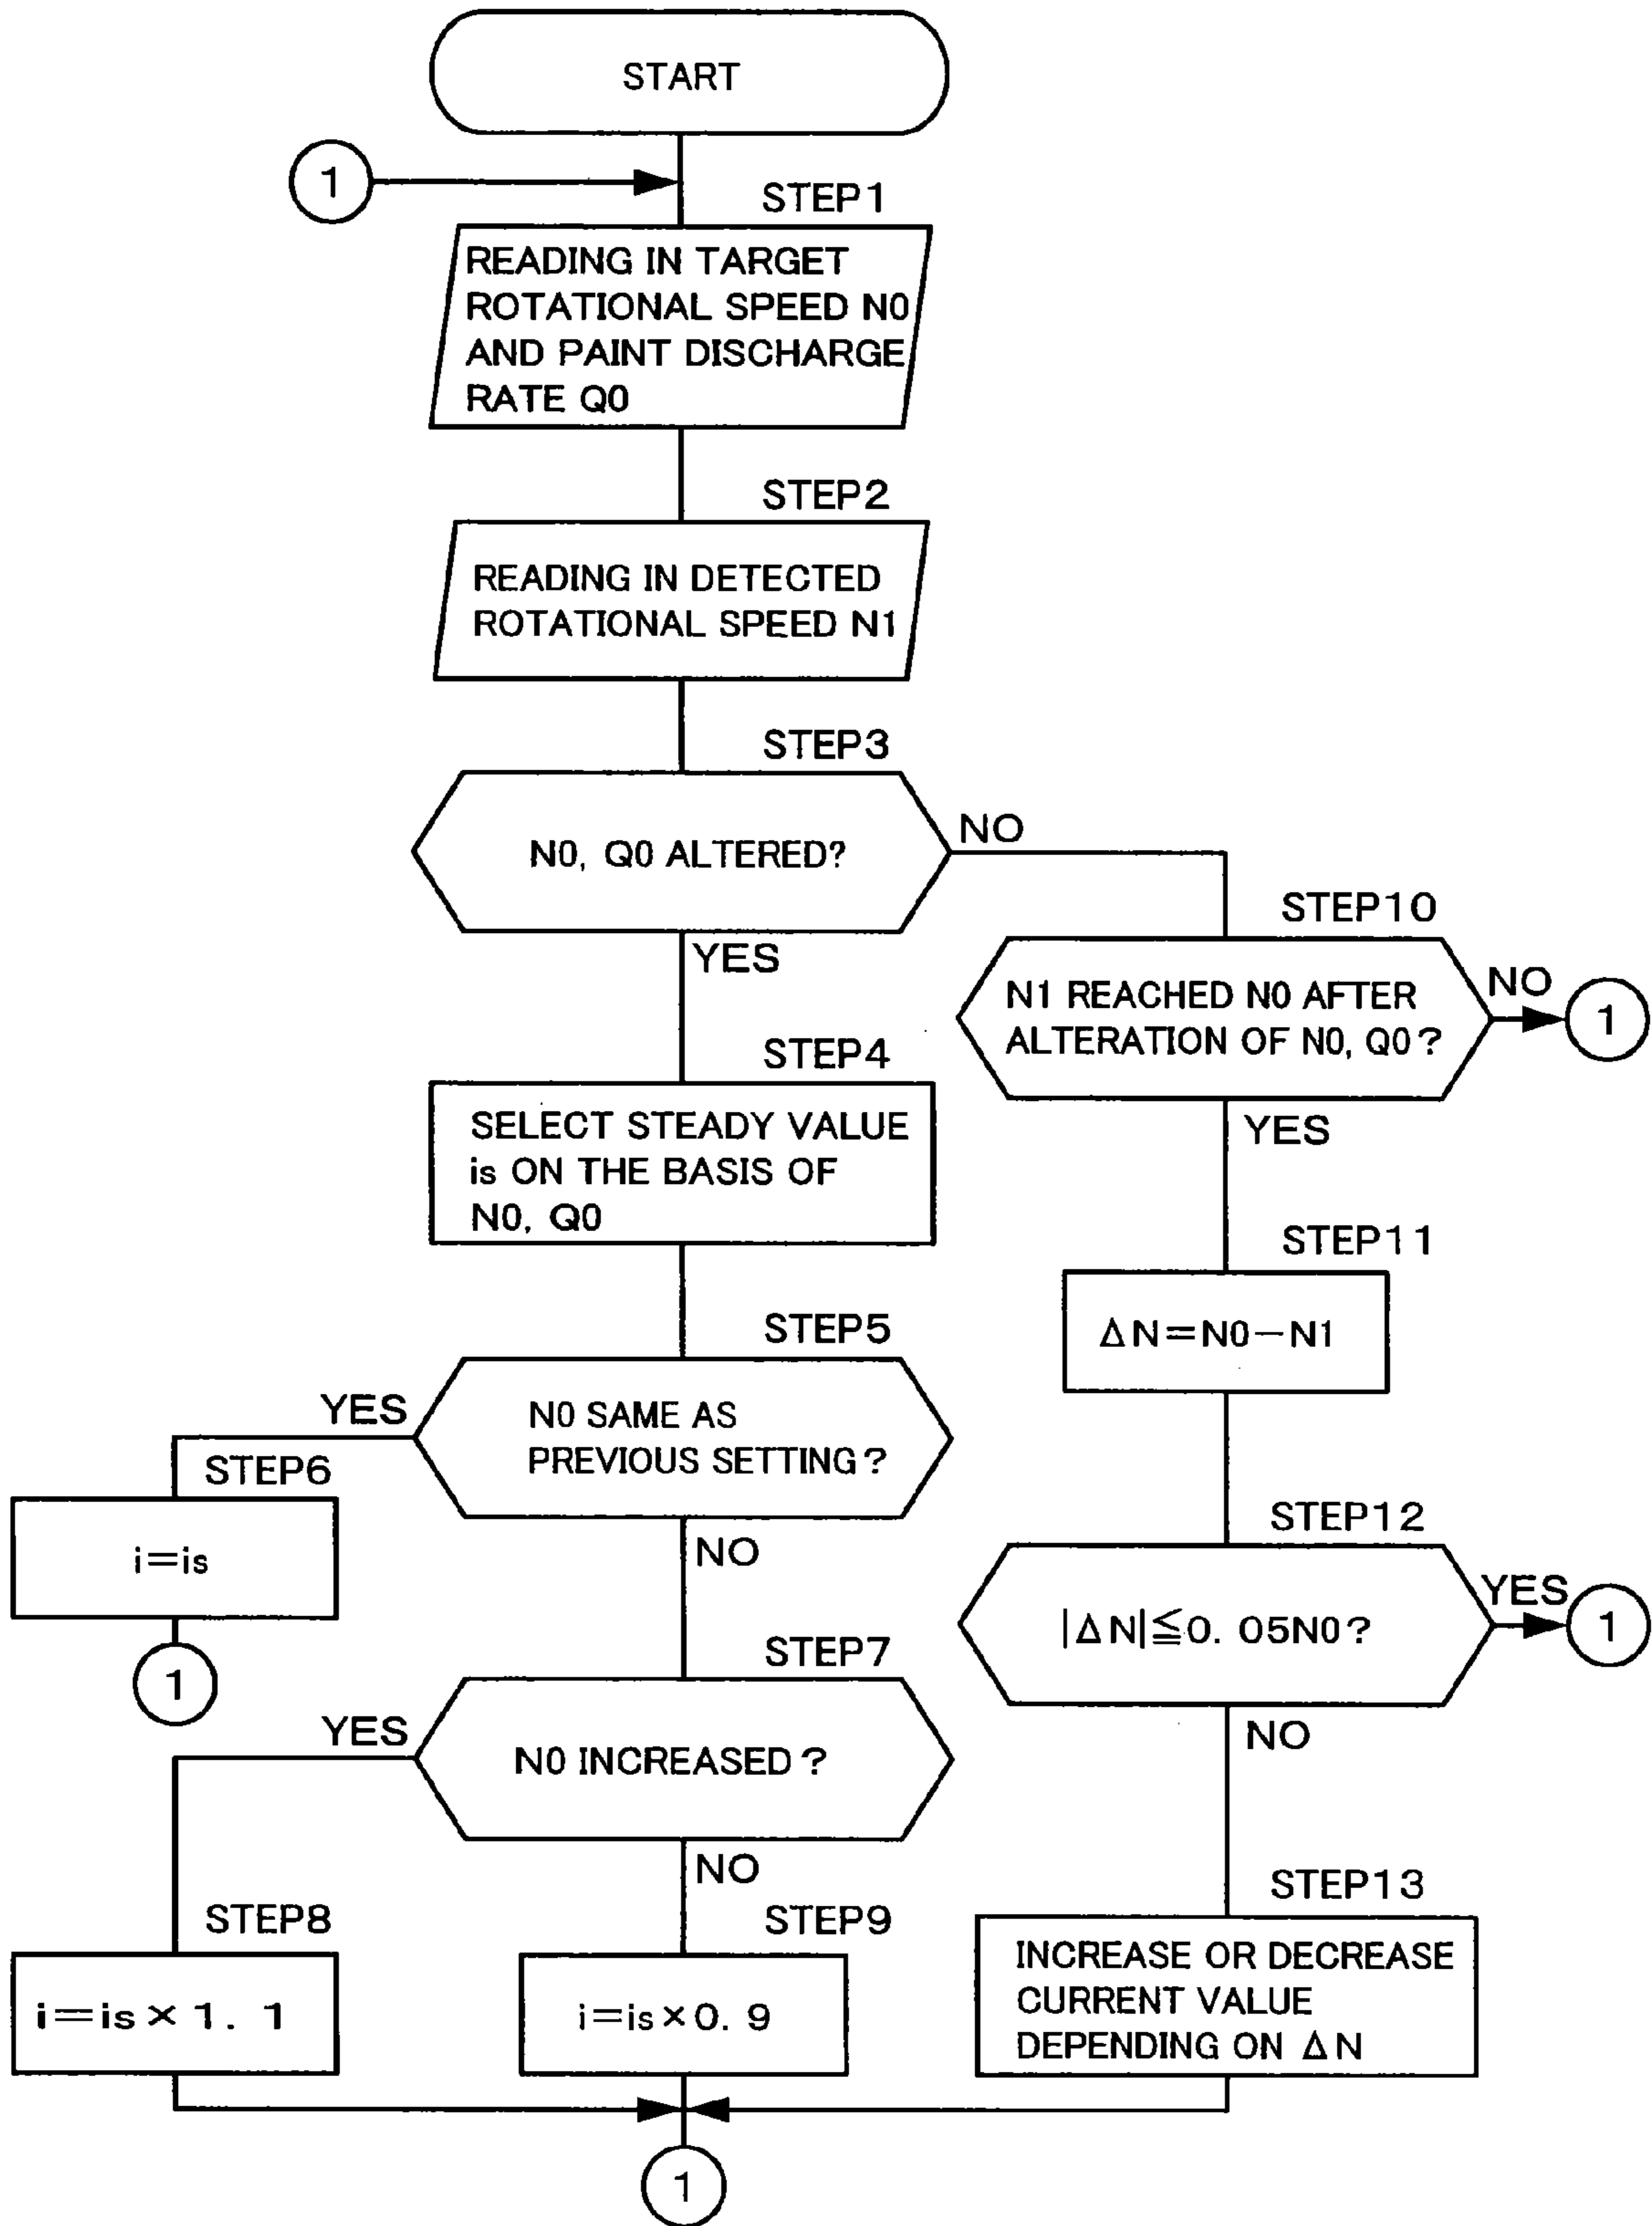 START
1
STEP1
READING IN TARGET
ROTATIONAL SPEED N0
AND PAINT DISCHARGE
RATE Q0
STEP2
READING IN DETECTED
ROTATIONAL SPEED N1
STEP3
N0, Q0 ALTERED?
NO
YES
STEP10
N1 REACHED N0 AFTER
ALTERATION OF N0, Q0?
NO
1
YES
STEP4
SELECT STEADY VALUE
is ON THE BASIS OF
N0, Q0
STEP11
ΔN=N0−N1
STEP5
N0 SAME AS
PREVIOUS SETTING?
YES
NO
STEP6
i=is
1
STEP12
|ΔN|≦0. 05N0?
YES
1
NO
STEP7
N0 INCREASED?
YES
NO
STEP8
i=is×1. 1
STEP9
i=is×0. 9
STEP13
INCREASE OR DECREASE
CURRENT VALUE
DEPENDING ON ΔN
1